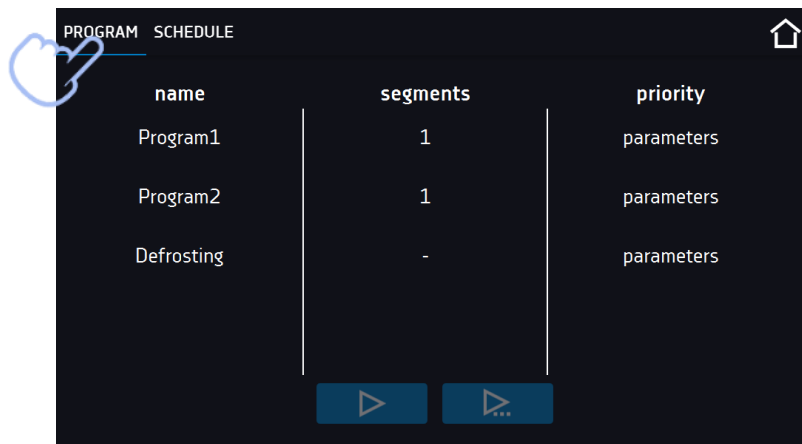 PROGRAM SCHEDULE
name segments priority
Program1 1 parameters
Program2 1 parameters
Defrosting - parameters